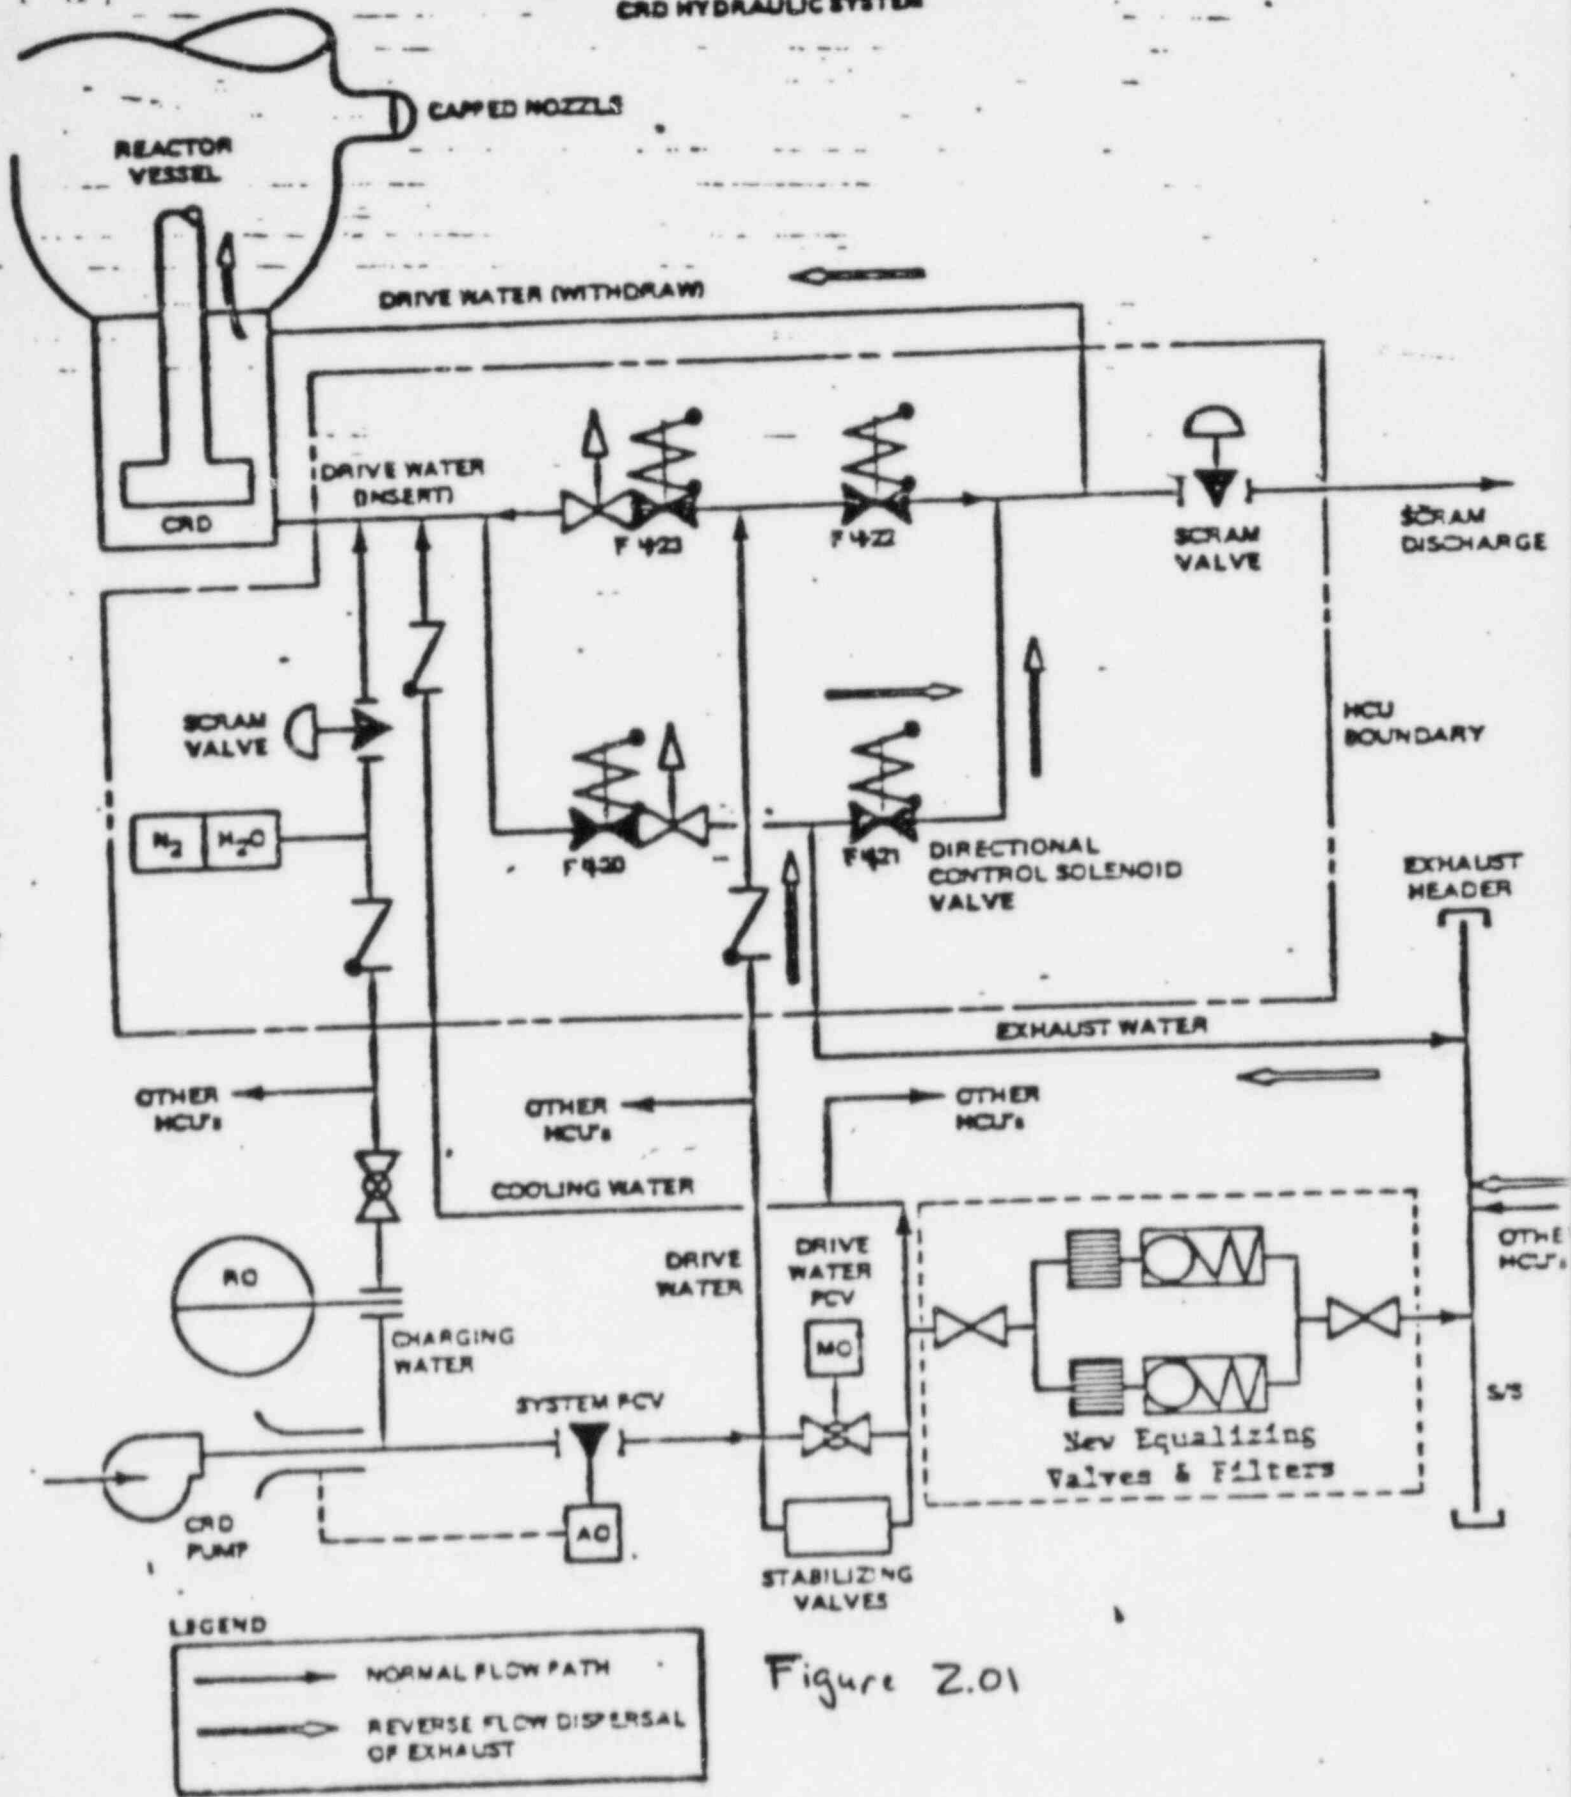 CRD HYDRAULIC SYSTEM
CAPPED NOZZLE
REACTOR
VESSEL
DRIVE WATER (WITHDRAW)
DRIVE WATER
(INSERT)
CRD
F 423
F 422
SCRAM
VALVE
SCRAM
DISCHARGE
SCRAM
VALVE
HCU
BOUNDARY
N2
H2O
F 420
F 421
DIRECTIONAL
CONTROL SOLENOID
VALVE
EXHAUST
HEADER
EXHAUST WATER
OTHER
HCU's
OTHER
HCU's
OTHER
HCU's
COOLING WATER
DRIVE
WATER
DRIVE
WATER
PCV
OTHE
HCU's
RO
MO
CHARGING
WATER
SYSTEM PCV
S/S
New Equalizing
Valves & Filters
CRD
PUMP
AO
STABILIZING
VALVES
LEGEND
NORMAL FLOW PATH
REVERSE FLOW DISPERSAL
OF EXHAUST
Figure 2.01